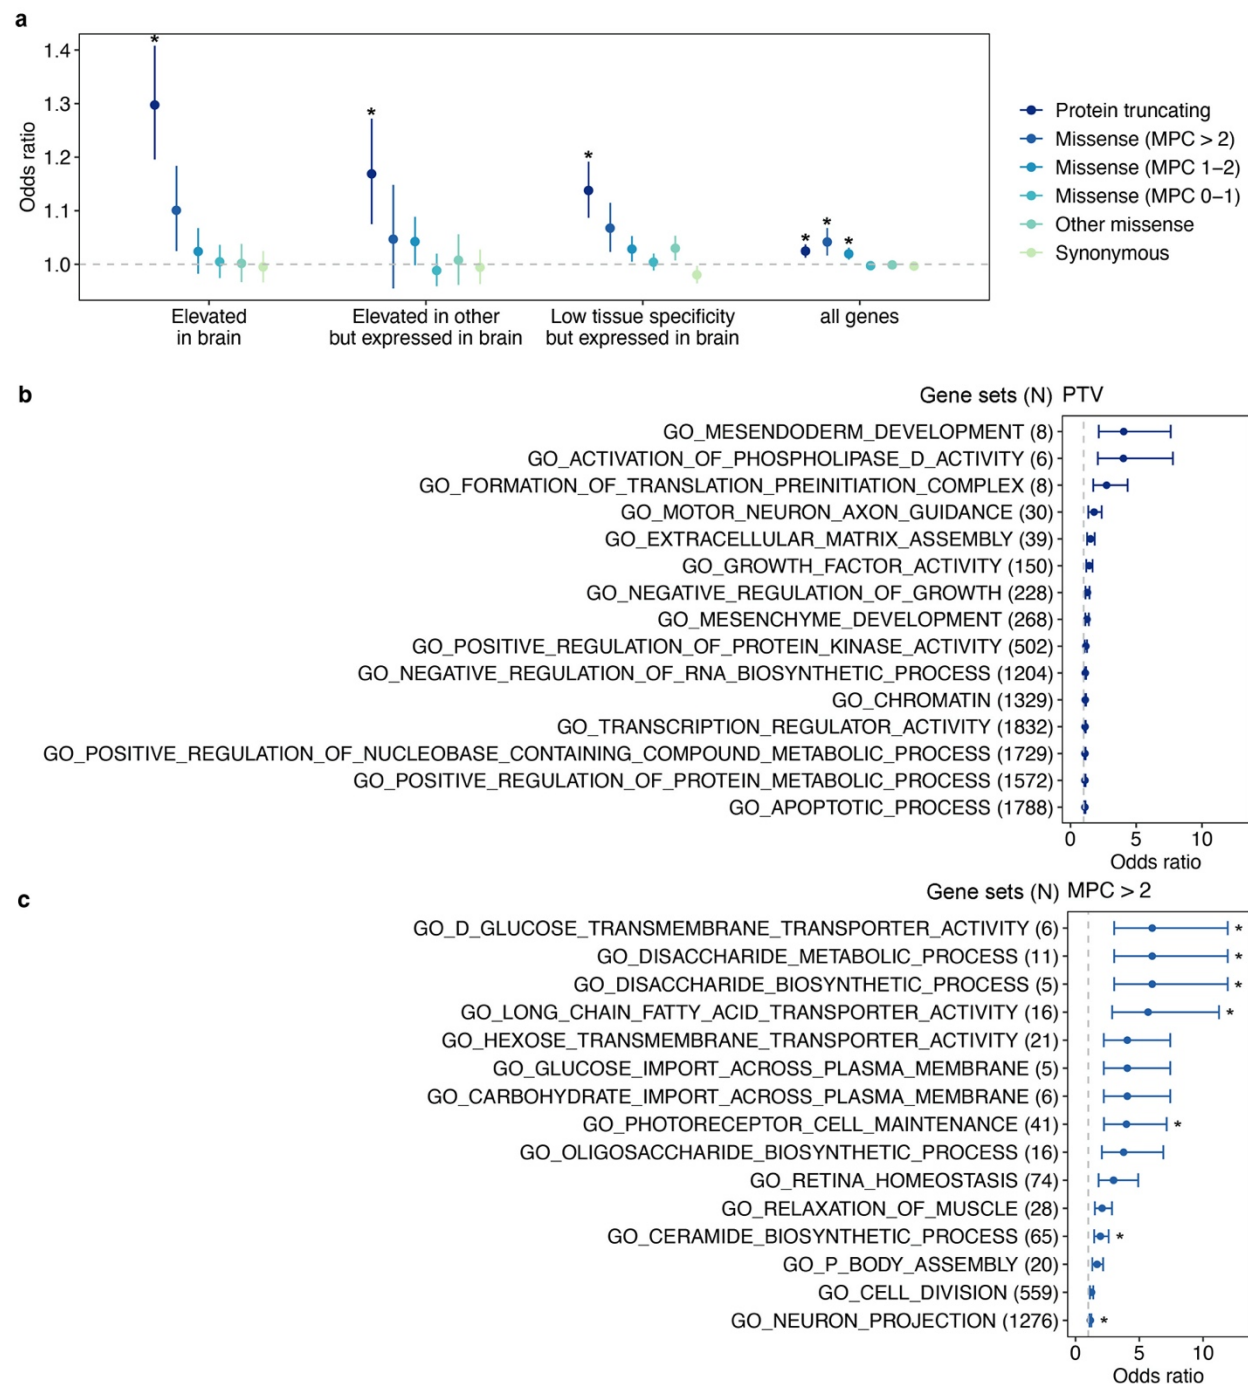 a
Odds ratio
1.4
1.3
1.2
1.1
1.0
*
*
*
* * *
Elevated
in brain
Elevated in other
but expressed in brain
Low tissue specificity
but expressed in brain
all genes
Protein truncating
Missense (MPC > 2)
Missense (MPC 1–2)
Missense (MPC 0–1)
Other missense
Synonymous
b
Gene sets (N) PTV
GO_MESENDODERM_DEVELOPMENT (8)
GO_ACTIVATION_OF_PHOSPHOLIPASE_D_ACTIVITY (6)
GO_FORMATION_OF_TRANSLATION_PREINITIATION_COMPLEX (8)
GO_MOTOR_NEURON_AXON_GUIDANCE (30)
GO_EXTRACELLULAR_MATRIX_ASSEMBLY (39)
GO_GROWTH_FACTOR_ACTIVITY (150)
GO_NEGATIVE_REGULATION_OF_GROWTH (228)
GO_MESENCHYME_DEVELOPMENT (268)
GO_POSITIVE_REGULATION_OF_PROTEIN_KINASE_ACTIVITY (502)
GO_NEGATIVE_REGULATION_OF_RNA_BIOSYNTHETIC_PROCESS (1204)
GO_CHROMATIN (1329)
GO_TRANSCRIPTION_REGULATOR_ACTIVITY (1832)
GO_POSITIVE_REGULATION_OF_NUCLEOBASE_CONTAINING_COMPOUND_METABOLIC_PROCESS (1729)
GO_POSITIVE_REGULATION_OF_PROTEIN_METABOLIC_PROCESS (1572)
GO_APOPTOTIC_PROCESS (1788)
0 5 10
Odds ratio
c
Gene sets (N) MPC > 2
GO_D_GLUCOSE_TRANSMEMBRANE_TRANSPORTER_ACTIVITY (6) *
GO_DISACCHARIDE_METABOLIC_PROCESS (11) *
GO_DISACCHARIDE_BIOSYNTHETIC_PROCESS (5) *
GO_LONG_CHAIN_FATTY_ACID_TRANSPORTER_ACTIVITY (16) *
GO_HEXOSE_TRANSMEMBRANE_TRANSPORTER_ACTIVITY (21)
GO_GLUCOSE_IMPORT_ACROSS_PLASMA_MEMBRANE (5)
GO_CARBOHYDRATE_IMPORT_ACROSS_PLASMA_MEMBRANE (6)
GO_PHOTORECEPTOR_CELL_MAINTENANCE (41) *
GO_OLIGOSACCHARIDE_BIOSYNTHETIC_PROCESS (16)
GO_RETINA_HOMEOSTASIS (74)
GO_RELAXATION_OF_MUSCLE (28)
GO_CERAMIDE_BIOSYNTHETIC_PROCESS (65) *
GO_P_BODY_ASSEMBLY (20)
GO_CELL_DIVISION (559)
GO_NEURON_PROJECTION (1276) *
0 5 10
Odds ratio